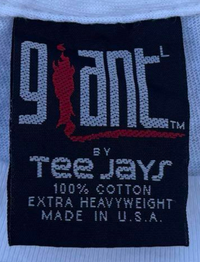 giant L
TM
BY
Tee Jays
100% COTTON
EXTRA HEAVYWEIGHT
MADE IN U.S.A.